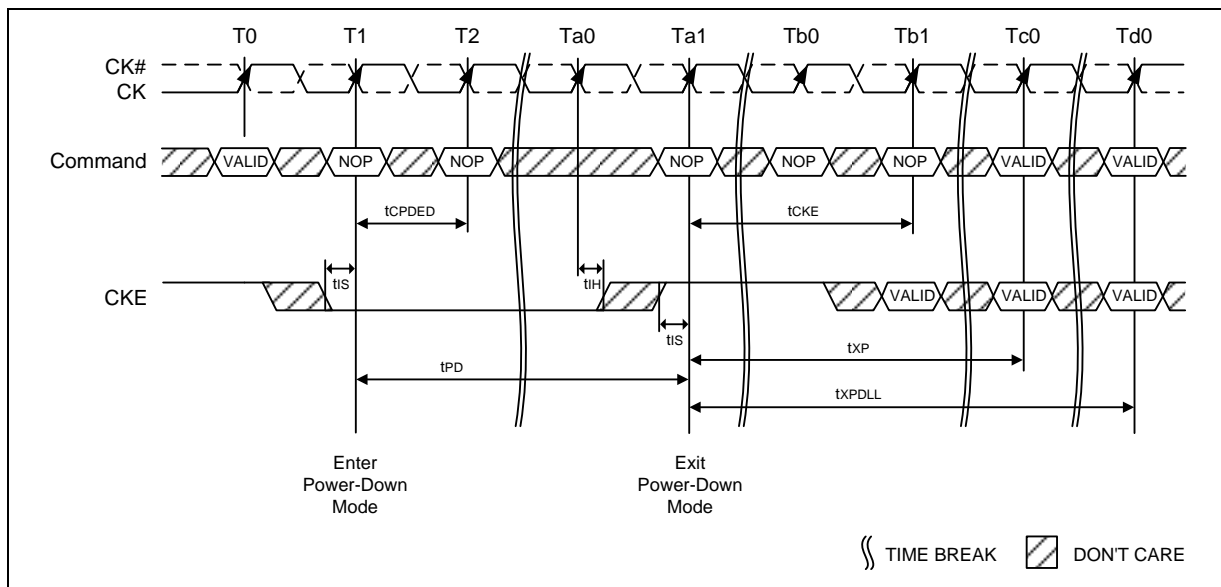 T0 T1 T2 Ta0 Ta1 Tb0 Tb1 Tc0 Td0
CK#
CK
Command VALID NOP NOP NOP NOP NOP VALID VALID
tCPDED tCKE
CKE tIS tIH VALID VALID VALID
tIS
tXP
tPD
tXPDLL
Enter
Power-Down
Mode
Exit
Power-Down
Mode
TIME BREAK DON'T CARE